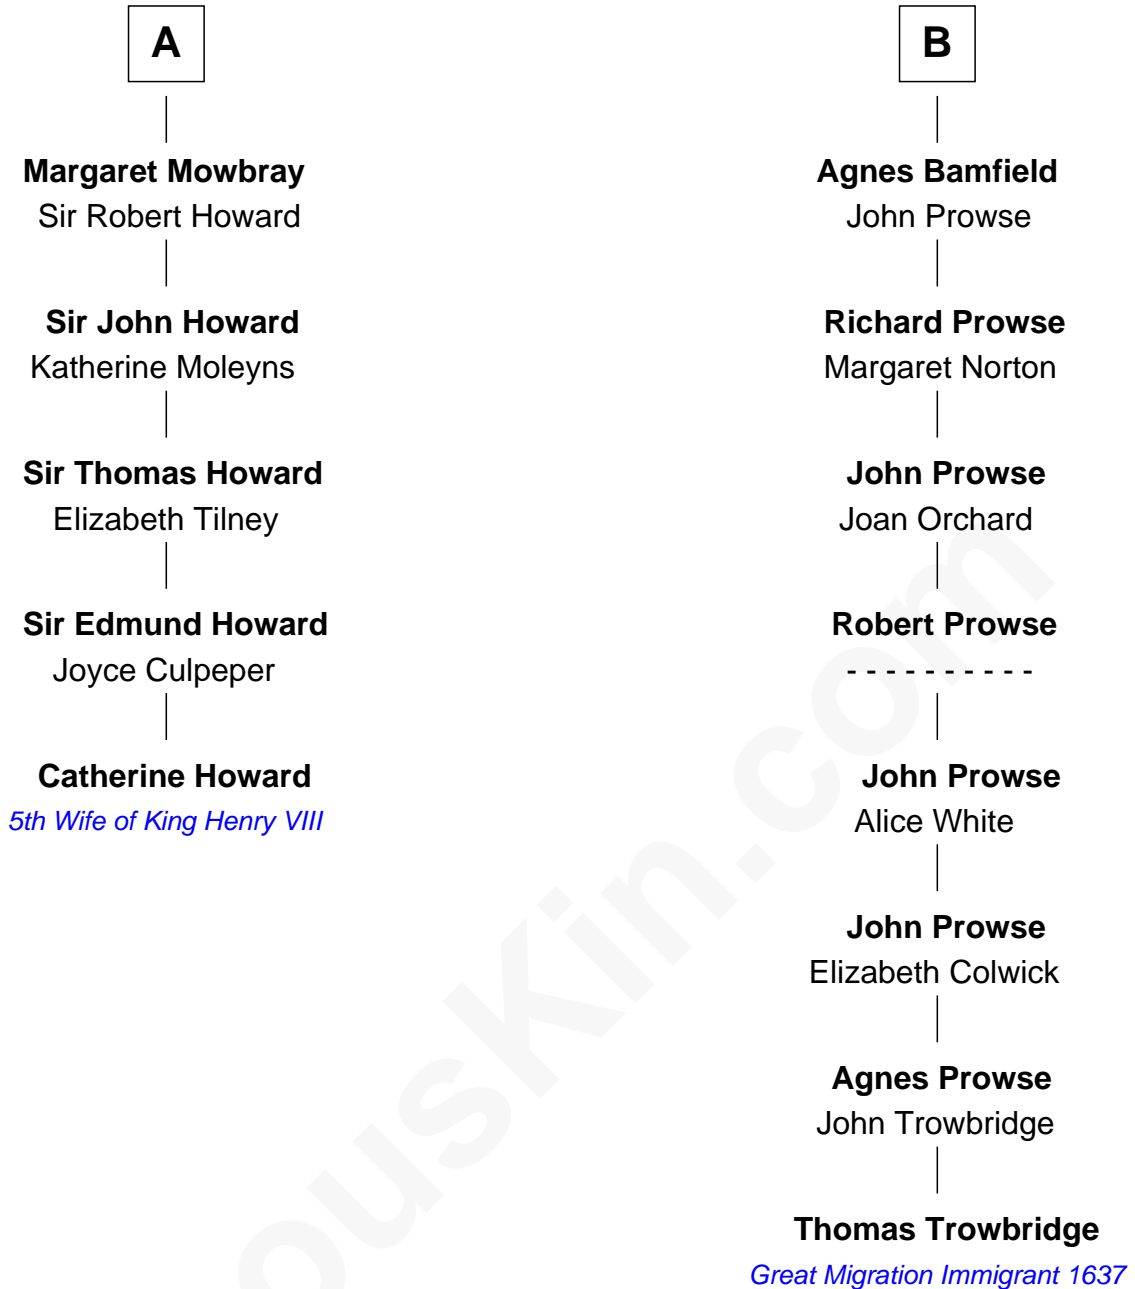 A
Margaret Mowbray
Sir Robert Howard
Sir John Howard
Katherine Moleyns
Sir Thomas Howard
Elizabeth Tilney
Sir Edmund Howard
Joyce Culpeper
Catherine Howard
5th Wife of King Henry VIII
B
Agnes Bamfield
John Prowse
Richard Prowse
Margaret Norton
John Prowse
Joan Orchard
Robert Prowse
- - - - - - - - - -
John Prowse
Alice White
John Prowse
Elizabeth Colwick
Agnes Prowse
John Trowbridge
Thomas Trowbridge
Great Migration Immigrant 1637
ousKin.com